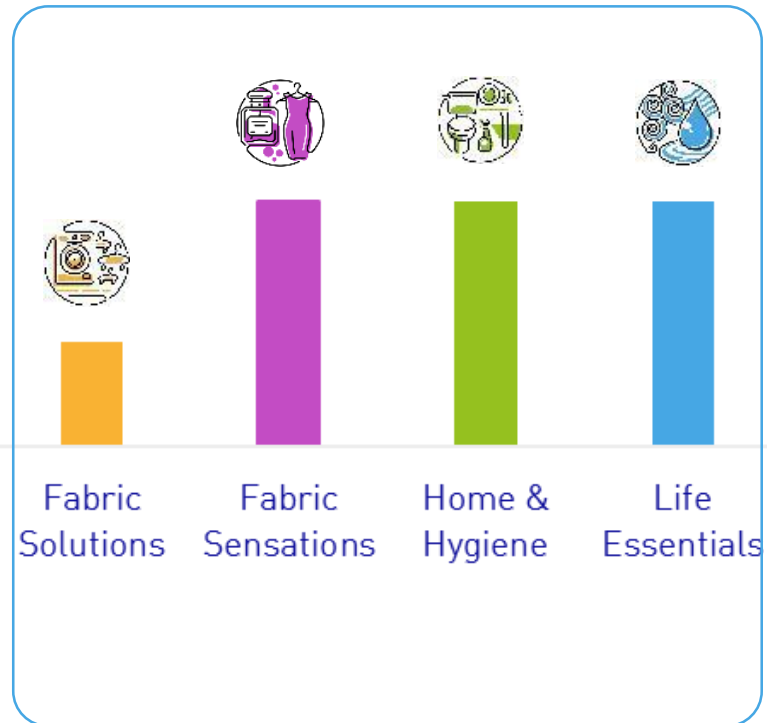 Fabric
Solutions
Fabric
Sensations
Home &
Hygiene
Life
Essentials